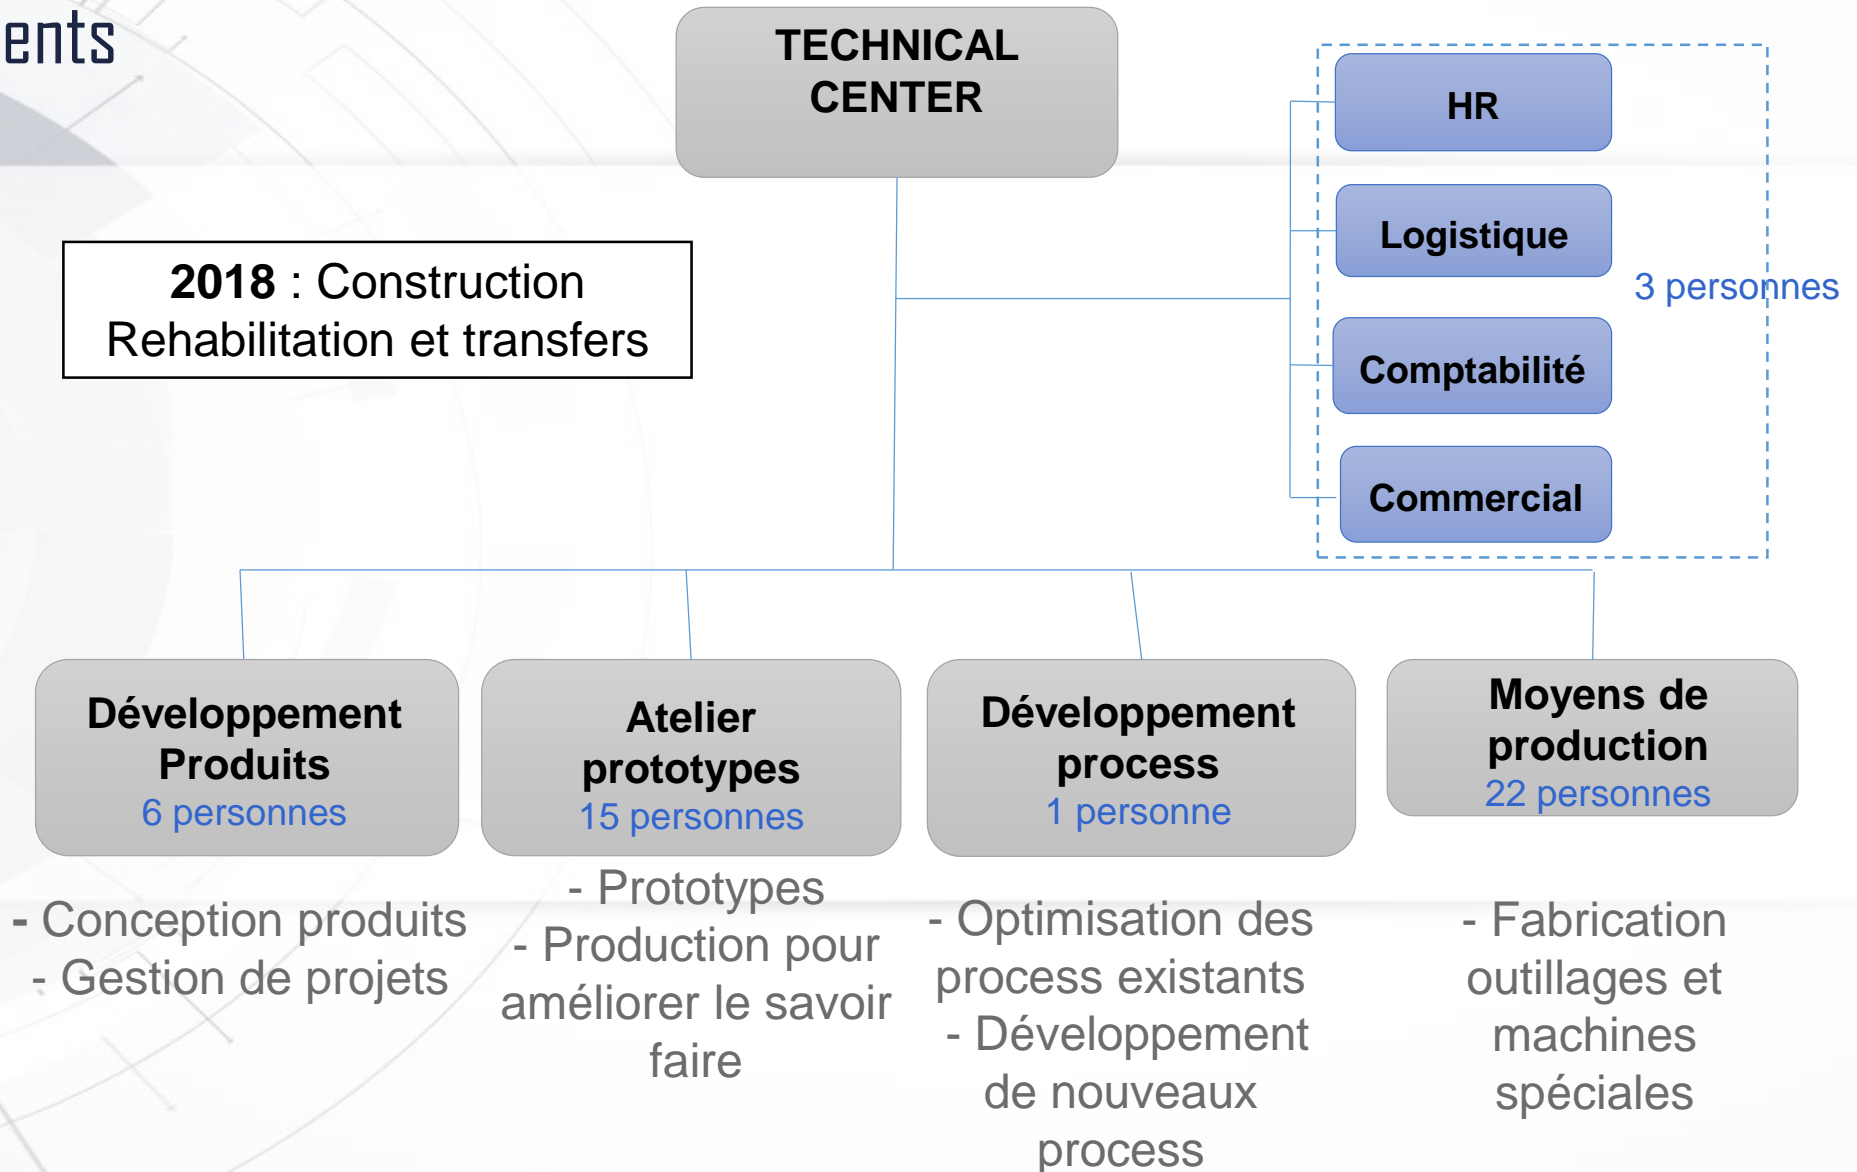 ents
TECHNICAL
CENTER
HR
Logistique
3 personnes
Comptabilité
Commercial
2018 : Construction
Rehabilitation et transfers
Développement
Produits
6 personnes
- Conception produits
- Gestion de projets
Atelier
prototypes
15 personnes
- Prototypes
- Production pour
améliorer le savoir
faire
Développement
process
1 personne
- Optimisation des
process existants
- Développement
de nouveaux
process
Moyens de
production
22 personnes
- Fabrication
outillages et
machines
spéciales